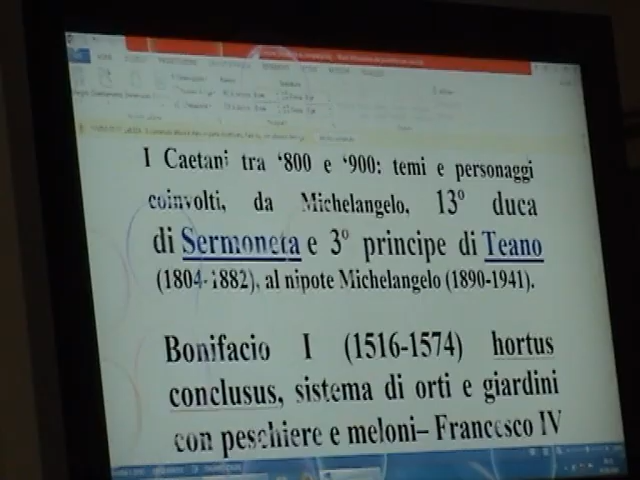 I Caetani tra '800 e '900: temi e personaggi
coinvolti, da Michelangelo, 13° duca
di Sermoneta e 3° principe di Teano
(1804-1882), al nipote Michelangelo (1890-1941).
Bonifacio I (1516-1574) hortus
conclusus, sistema di orti e giardini
con peschiere e meloni– Francesco IV